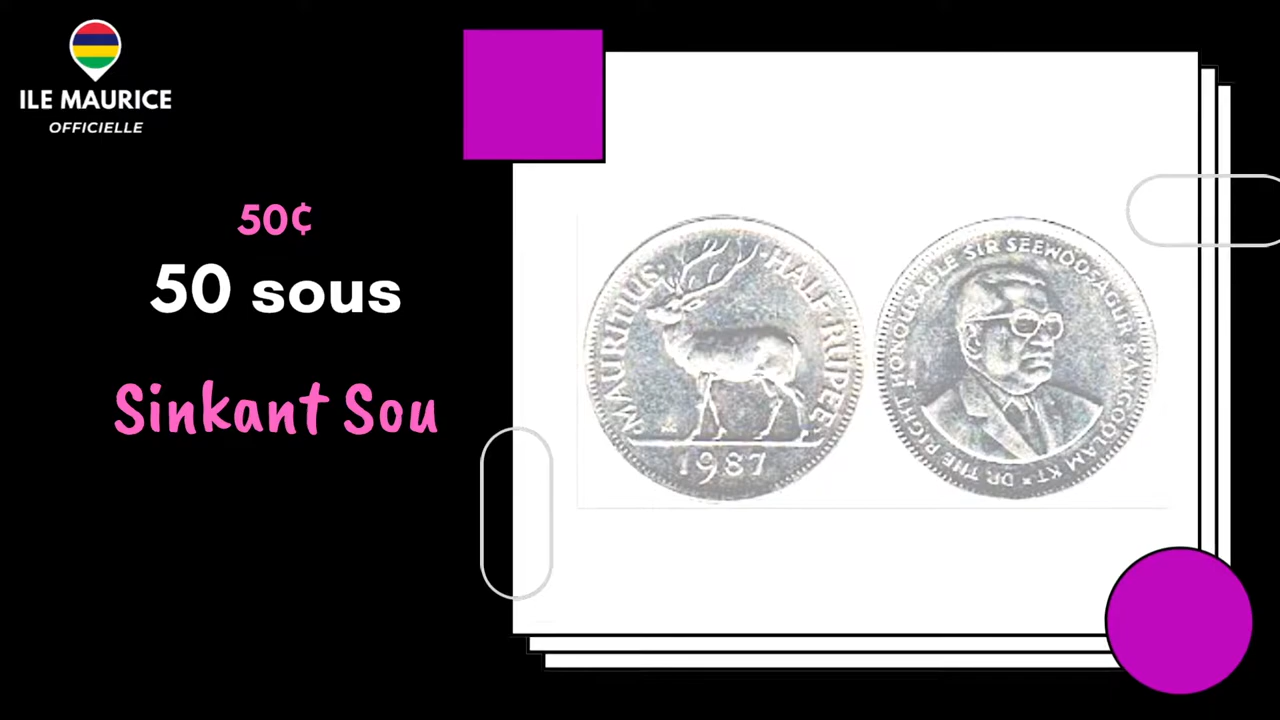 ILE MAURICE
OFFICIELLE
50¢
50 sous
Sinkant Sou
MAURITIUS· ·HALF·RUPEE
1987
DR THE RIGHT HONOURABLE SIR SEEWOOSAGUR RAMGOOLAM KT